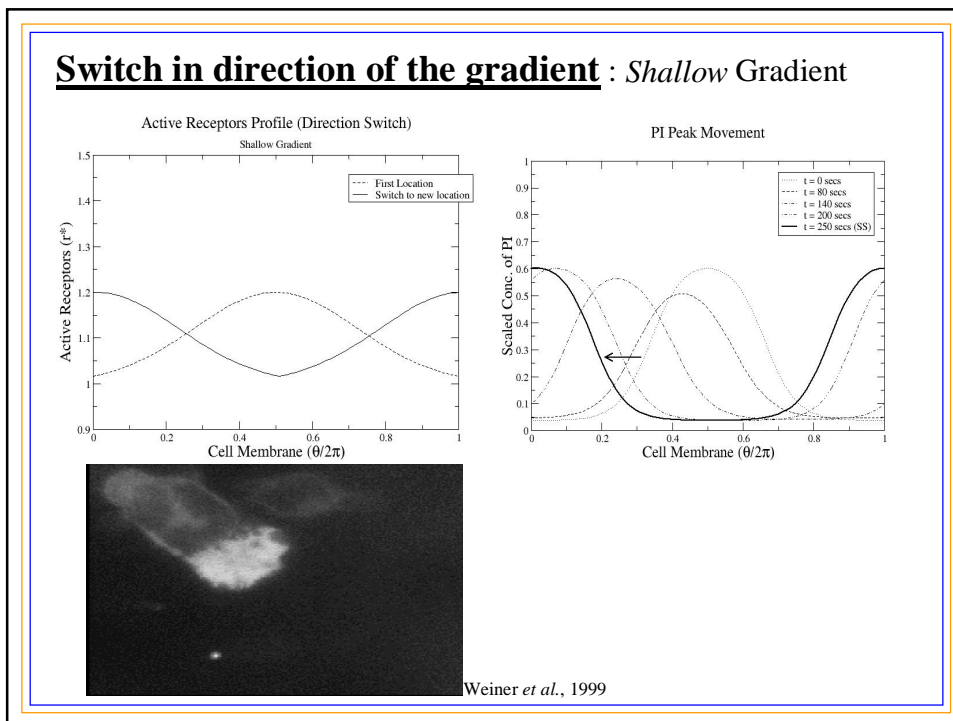 Switch in direction of the gradient : Shallow Gradient
Active Receptors Profile (Direction Switch)
Shallow Gradient
1.5
1.4
1.3
1.2
1.1
1
0.9
Active Receptors (r*)
First Location
Switch to new location
0 0.2 0.4 0.6 0.8 1
Cell Membrane (θ/2π)
PI Peak Movement
1
0.9
0.8
0.7
0.6
0.5
0.4
0.3
0.2
0.1
0
Scaled Conc. of PI
t = 0 secs
t = 80 secs
t = 140 secs
t = 200 secs
t = 250 secs (SS)
0 0.2 0.4 0.6 0.8 1
Cell Membrane (θ/2π)
Weiner et al., 1999